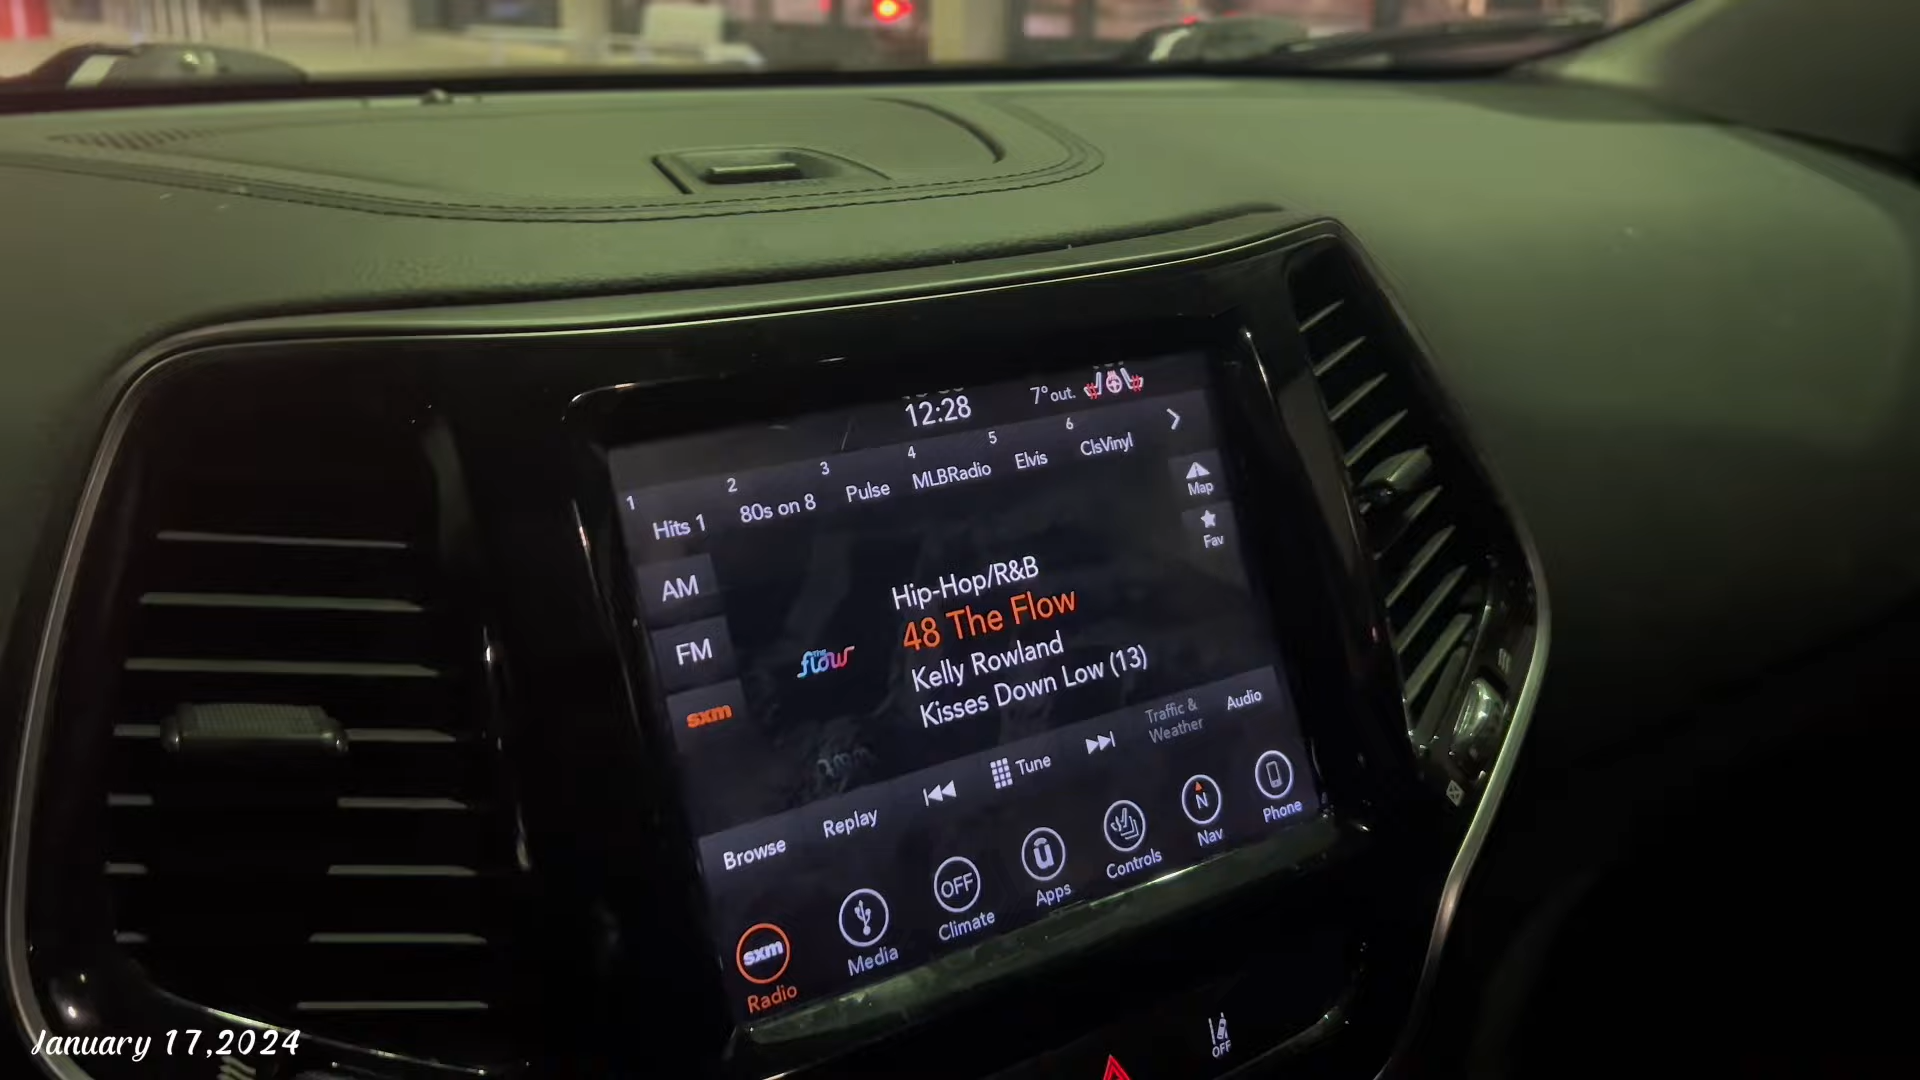 12:28
7° out.
1 2 3 4 5 6
Hits 1 80s on 8 Pulse MLBRadio Elvis ClsVinyl
Map
Fav
AM
FM
sxm
the flow
Hip-Hop/R&B
48 The Flow
Kelly Rowland
Kisses Down Low (13)
Browse Replay Tune Traffic & Weather Audio
sxm OFF u N
Radio Media Climate Apps Controls Nav Phone
OFF
January 17,2024